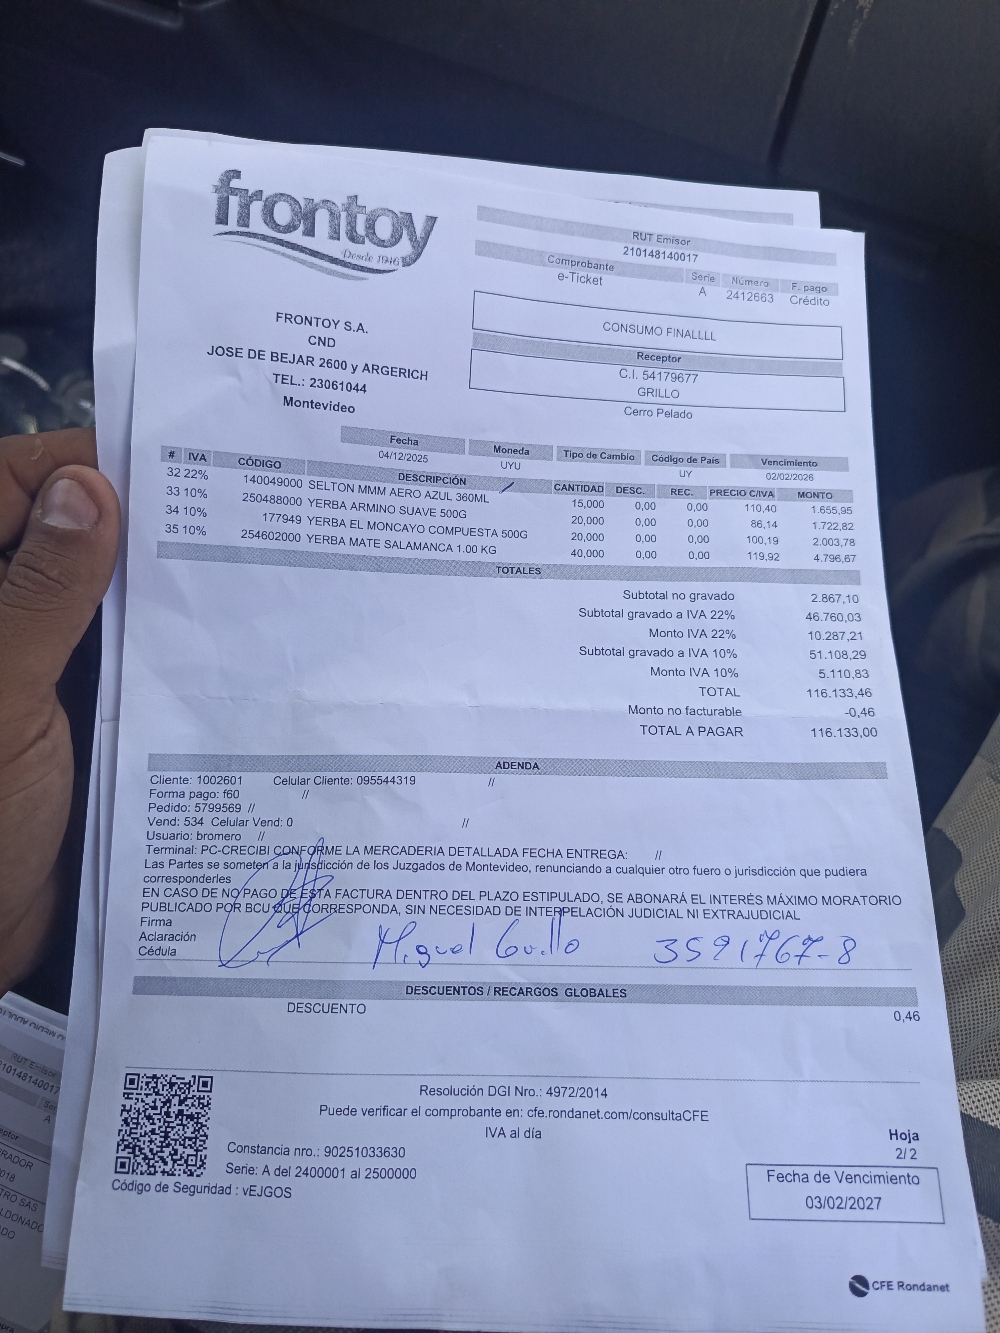 frontoy
Desde 1946
FRONTOY S.A.
CND
JOSE DE BEJAR 2600 y ARGERICH
TEL.: 23061044
Montevideo
RUT Emisor
210148140017
Comprobante Serie Número F. pago
e-Ticket A 2412663 Crédito
CONSUMO FINALLLL
Receptor
C.I. 54179677
GRILLO
Cerro Pelado
Fecha Moneda Tipo de Cambio Código de País Vencimiento
04/12/2025 UYU UY 02/02/2026
# IVA CÓDIGO DESCRIPCIÓN CANTIDAD DESC. REC. PRECIO C/IVA MONTO
32 22% 140049000 SELTON MMM AERO AZUL 360ML 15,000 0,00 0,00 110,40 1.655,95
33 10% 250488000 YERBA ARMINO SUAVE 500G 20,000 0,00 0,00 86,14 1.722,82
34 10% 177949 YERBA EL MONCAYO COMPUESTA 500G 20,000 0,00 0,00 100,19 2.003,78
35 10% 254602000 YERBA MATE SALAMANCA 1.00 KG 40,000 0,00 0,00 119,92 4.796,67
TOTALES
Subtotal no gravado 2.867,10
Subtotal gravado a IVA 22% 46.760,03
Monto IVA 22% 10.287,21
Subtotal gravado a IVA 10% 51.108,29
Monto IVA 10% 5.110,83
TOTAL 116.133,46
Monto no facturable -0,46
TOTAL A PAGAR 116.133,00
ADENDA
Cliente: 1002601 Celular Cliente: 095544319 //
Forma pago: f60 //
Pedido: 5799569 //
Vend: 534 Celular Vend: 0 //
Usuario: bromero //
Terminal: PC-CRECIBI CONFORME LA MERCADERIA DETALLADA FECHA ENTREGA: //
Las Partes se someten a la jurisdicción de los Juzgados de Montevideo, renunciando a cualquier otro fuero o jurisdicción que pudiera
corresponderles
EN CASO DE NO PAGO DE ESTA FACTURA DENTRO DEL PLAZO ESTIPULADO, SE ABONARÁ EL INTERÉS MÁXIMO MORATORIO
PUBLICADO POR BCU QUE CORRESPONDA, SIN NECESIDAD DE INTERPELACIÓN JUDICIAL NI EXTRAJUDICIAL
Firma
Aclaración Miguel Grillo 3591767-8
Cédula
DESCUENTOS / RECARGOS GLOBALES
DESCUENTO 0,46
Resolución DGI Nro.: 4972/2014
Puede verificar el comprobante en: cfe.rondanet.com/consultaCFE
IVA al día
Constancia nro.: 90251033630
Serie: A del 2400001 al 2500000
Código de Seguridad : vEJGOS
Hoja
2/ 2
Fecha de Vencimiento
03/02/2027
CFE Rondanet
RUT Emisor